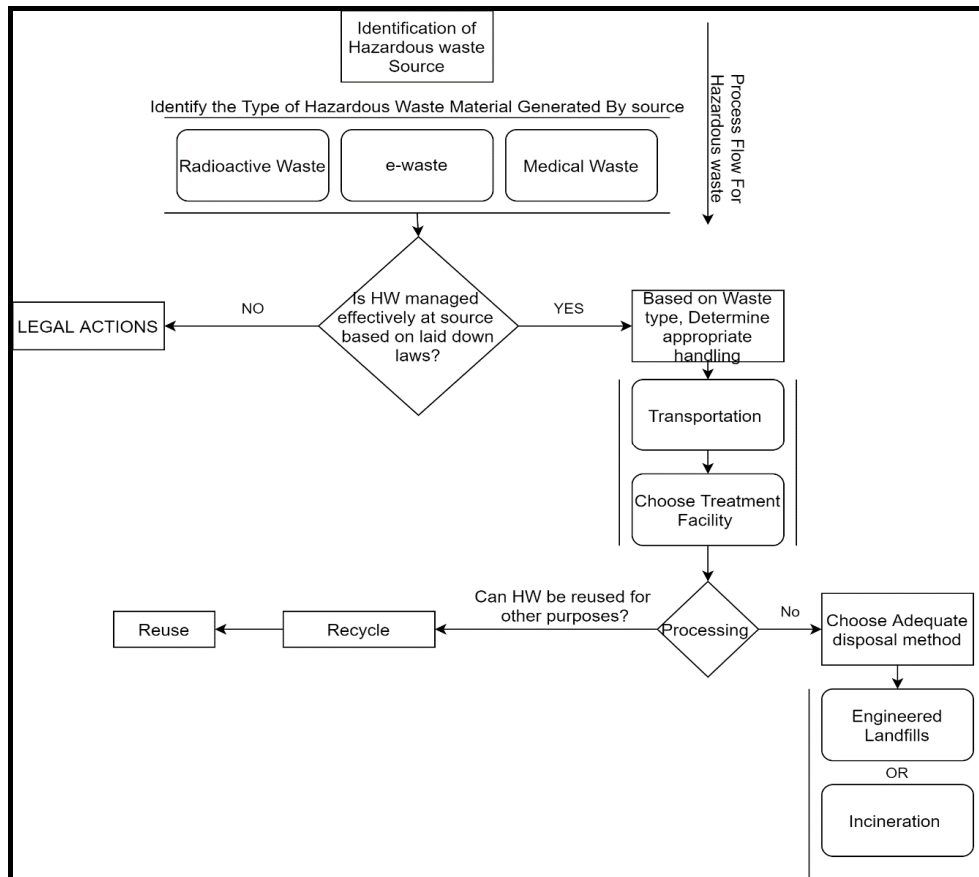 Identification of
Hazardous waste
Source
Process Flow For
Hazardous waste
Identify the Type of Hazardous Waste Material Generated By source
Radioactive Waste
e-waste
Medical Waste
Is HW managed
effectively at source
based on laid down
laws?
NO
LEGAL ACTIONS
YES
Based on Waste
type, Determine
appropriate
handling
Transportation
Choose Treatment
Facility
Processing
Can HW be reused for
other purposes?
Recycle
Reuse
No
Choose Adequate
disposal method
Engineered
Landfills
OR
Incineration